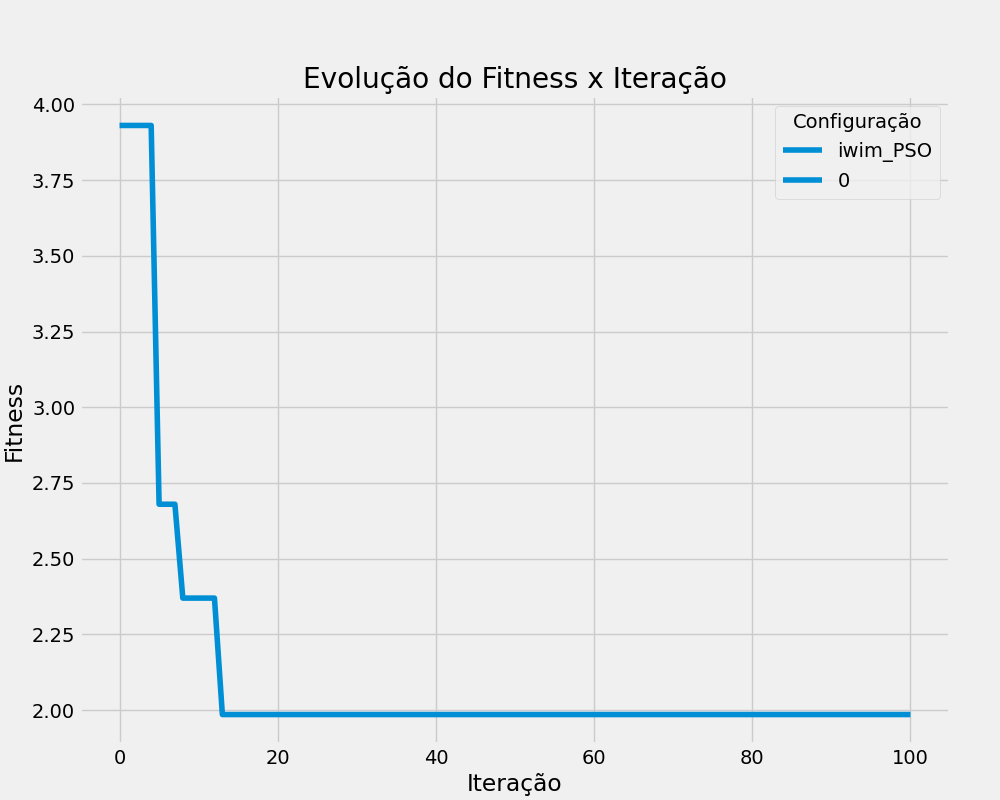 Evolução do Fitness x Iteração
Configuração
iwim_PSO
0
Fitness
4.00
3.75
3.50
3.25
3.00
2.75
2.50
2.25
2.00
0 20 40 60 80 100
Iteração